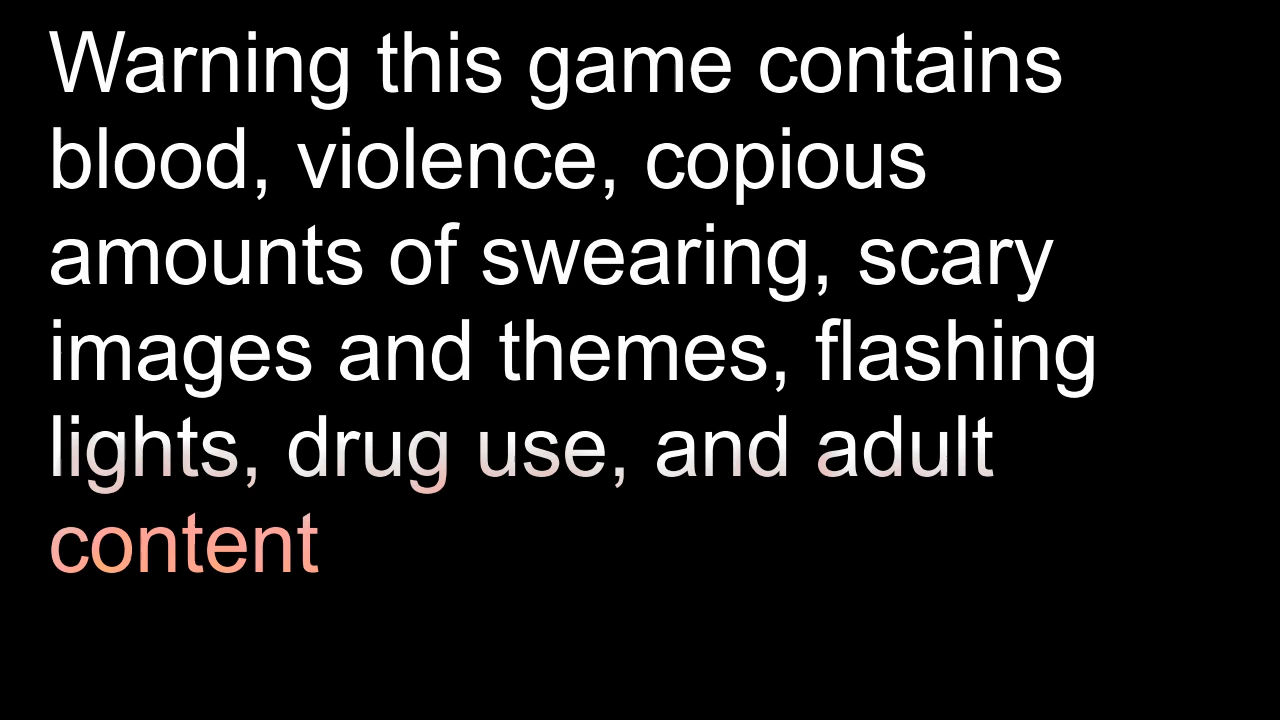 Warning this game contains
blood, violence, copious
amounts of swearing, scary
images and themes, flashing
lights, drug use, and adult
content